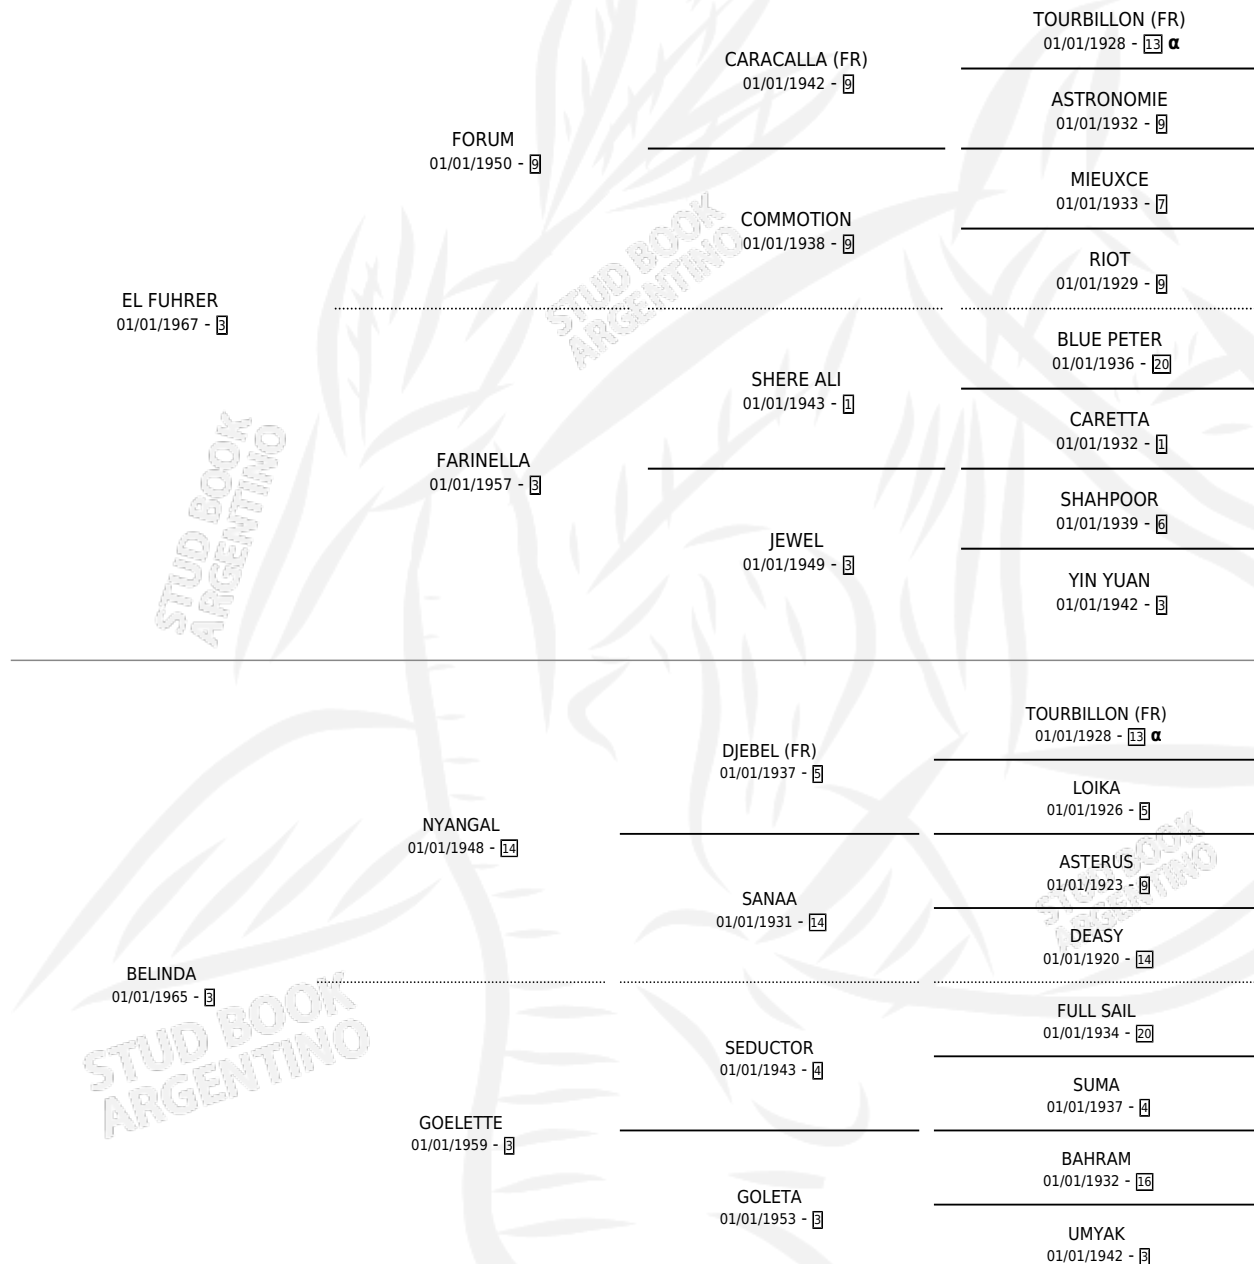 TOURBILLON (FR)
01/01/1928 - 13 α
CARACALLA (FR)
01/01/1942 - 9
ASTRONOMIE
01/01/1932 - 9
FORUM
01/01/1950 - 9
MIEUXCE
01/01/1933 - 7
COMMOTION
01/01/1938 - 9
RIOT
01/01/1929 - 9
EL FUHRER
01/01/1967 - 3
BLUE PETER
01/01/1936 - 20
SHERE ALI
01/01/1943 - 1
CARETTA
01/01/1932 - 1
FARINELLA
01/01/1957 - 3
SHAHPOOR
01/01/1939 - 6
JEWEL
01/01/1949 - 3
YIN YUAN
01/01/1942 - 3
STUD BOOK
ARGENTINO
STUD BOOK
ARGENTINO
TOURBILLON (FR)
01/01/1928 - 13 α
DJEBEL (FR)
01/01/1937 - 5
LOIKA
01/01/1926 - 5
NYANGAL
01/01/1948 - 14
ASTERUS
01/01/1923 - 9
SANAA
01/01/1931 - 14
DEASY
01/01/1920 - 14
BELINDA
01/01/1965 - 3
FULL SAIL
01/01/1934 - 20
SEDUCTOR
01/01/1943 - 4
SUMA
01/01/1937 - 4
GOELETTE
01/01/1959 - 3
BAHRAM
01/01/1932 - 16
GOLETA
01/01/1953 - 3
UMYAK
01/01/1942 - 3
STUD BOOK
ARGENTINO
STUD BOOK
ARGENTINO